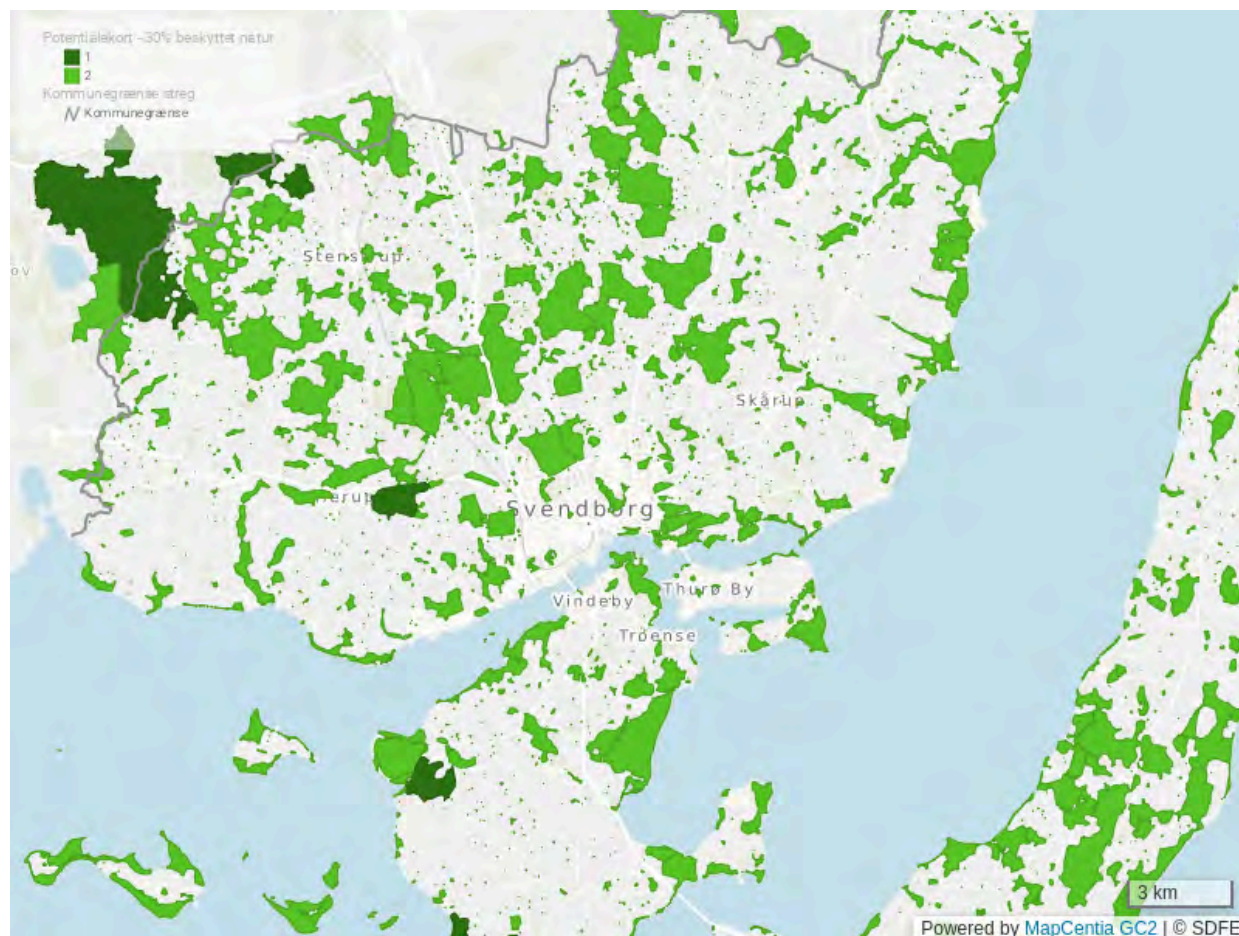 Potentialekort ~30% beskyttet natur
1
2
Kommunegrænse streg
Kommunegrænse
Stenstrup
Skårup
Svendborg
Vindeby
Thurø By
Troense
3 km
Powered by MapCentia GC2 | © SDFE